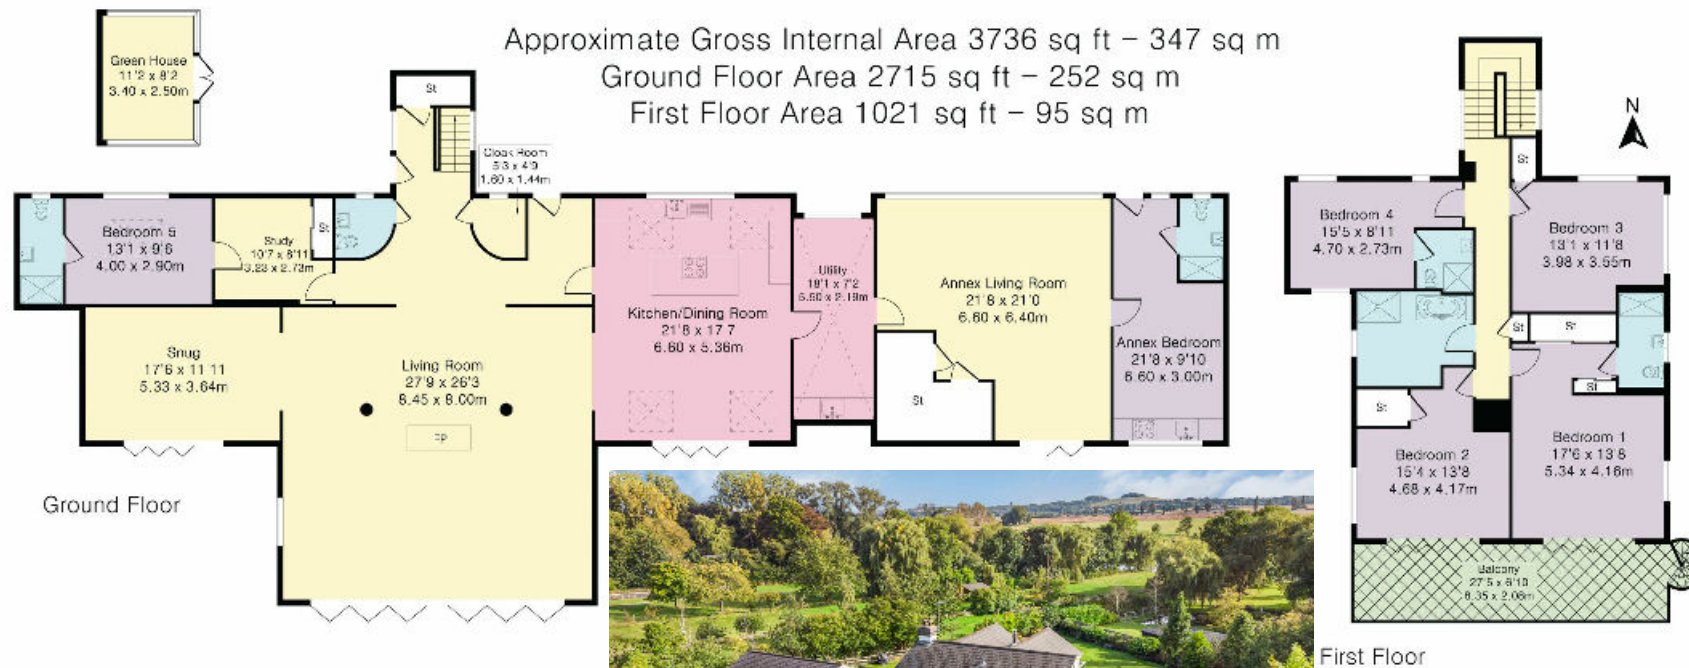 Approximate Gross Internal Area 3736 sq ft – 347 sq m
Ground Floor Area 2715 sq ft – 252 sq m
First Floor Area 1021 sq ft – 95 sq m
Green House
11'2 x 8'2
3.40 x 2.50m
St
Cloak Room
5'3 x 4'9
1.60 x 1.44m
Bedroom 5
13'1 x 9'6
4.00 x 2.90m
Study
10'7 x 8'11
3.23 x 2.73m
St
Snug
17'6 x 11'11
5.33 x 3.64m
Living Room
27'9 x 26'3
8.45 x 8.00m
Kitchen/Dining Room
21'8 x 17'7
6.60 x 5.36m
Utility
18'1 x 7'2
5.50 x 2.19m
Annex Living Room
21'8 x 21'0
6.60 x 6.40m
St
Annex Bedroom
21'8 x 9'10
6.60 x 3.00m
Ground Floor
N
St
Bedroom 4
15'5 x 8'11
4.70 x 2.73m
Bedroom 3
13'1 x 11'8
3.98 x 3.55m
St
St
St
St
Bedroom 2
15'4 x 13'8
4.68 x 4.17m
Bedroom 1
17'6 x 13'8
5.34 x 4.16m
Balcony
27'5 x 6'10
8.35 x 2.08m
First Floor